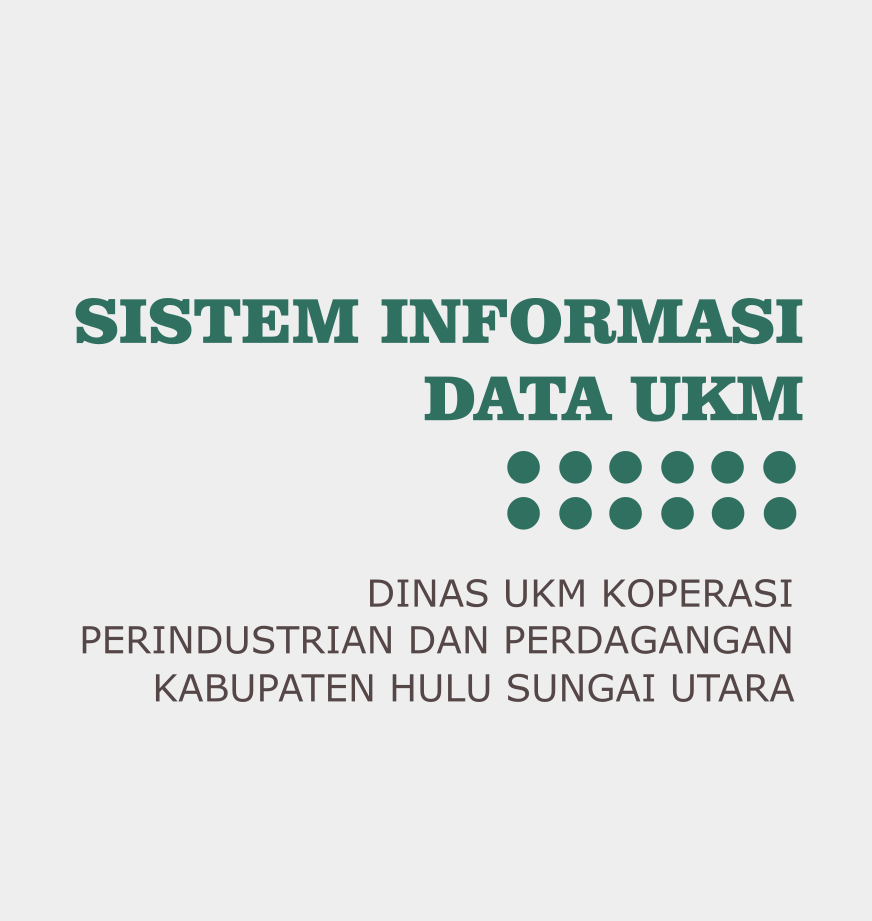 SISTEM INFORMASI
DATA UKM
DINAS UKM KOPERASI
PERINDUSTRIAN DAN PERDAGANGAN
KABUPATEN HULU SUNGAI UTARA